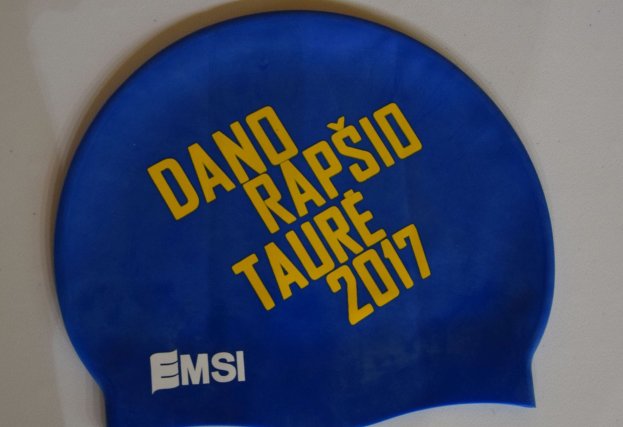 DANO
RAPŠIO
TAURĖ
2017
EMSI